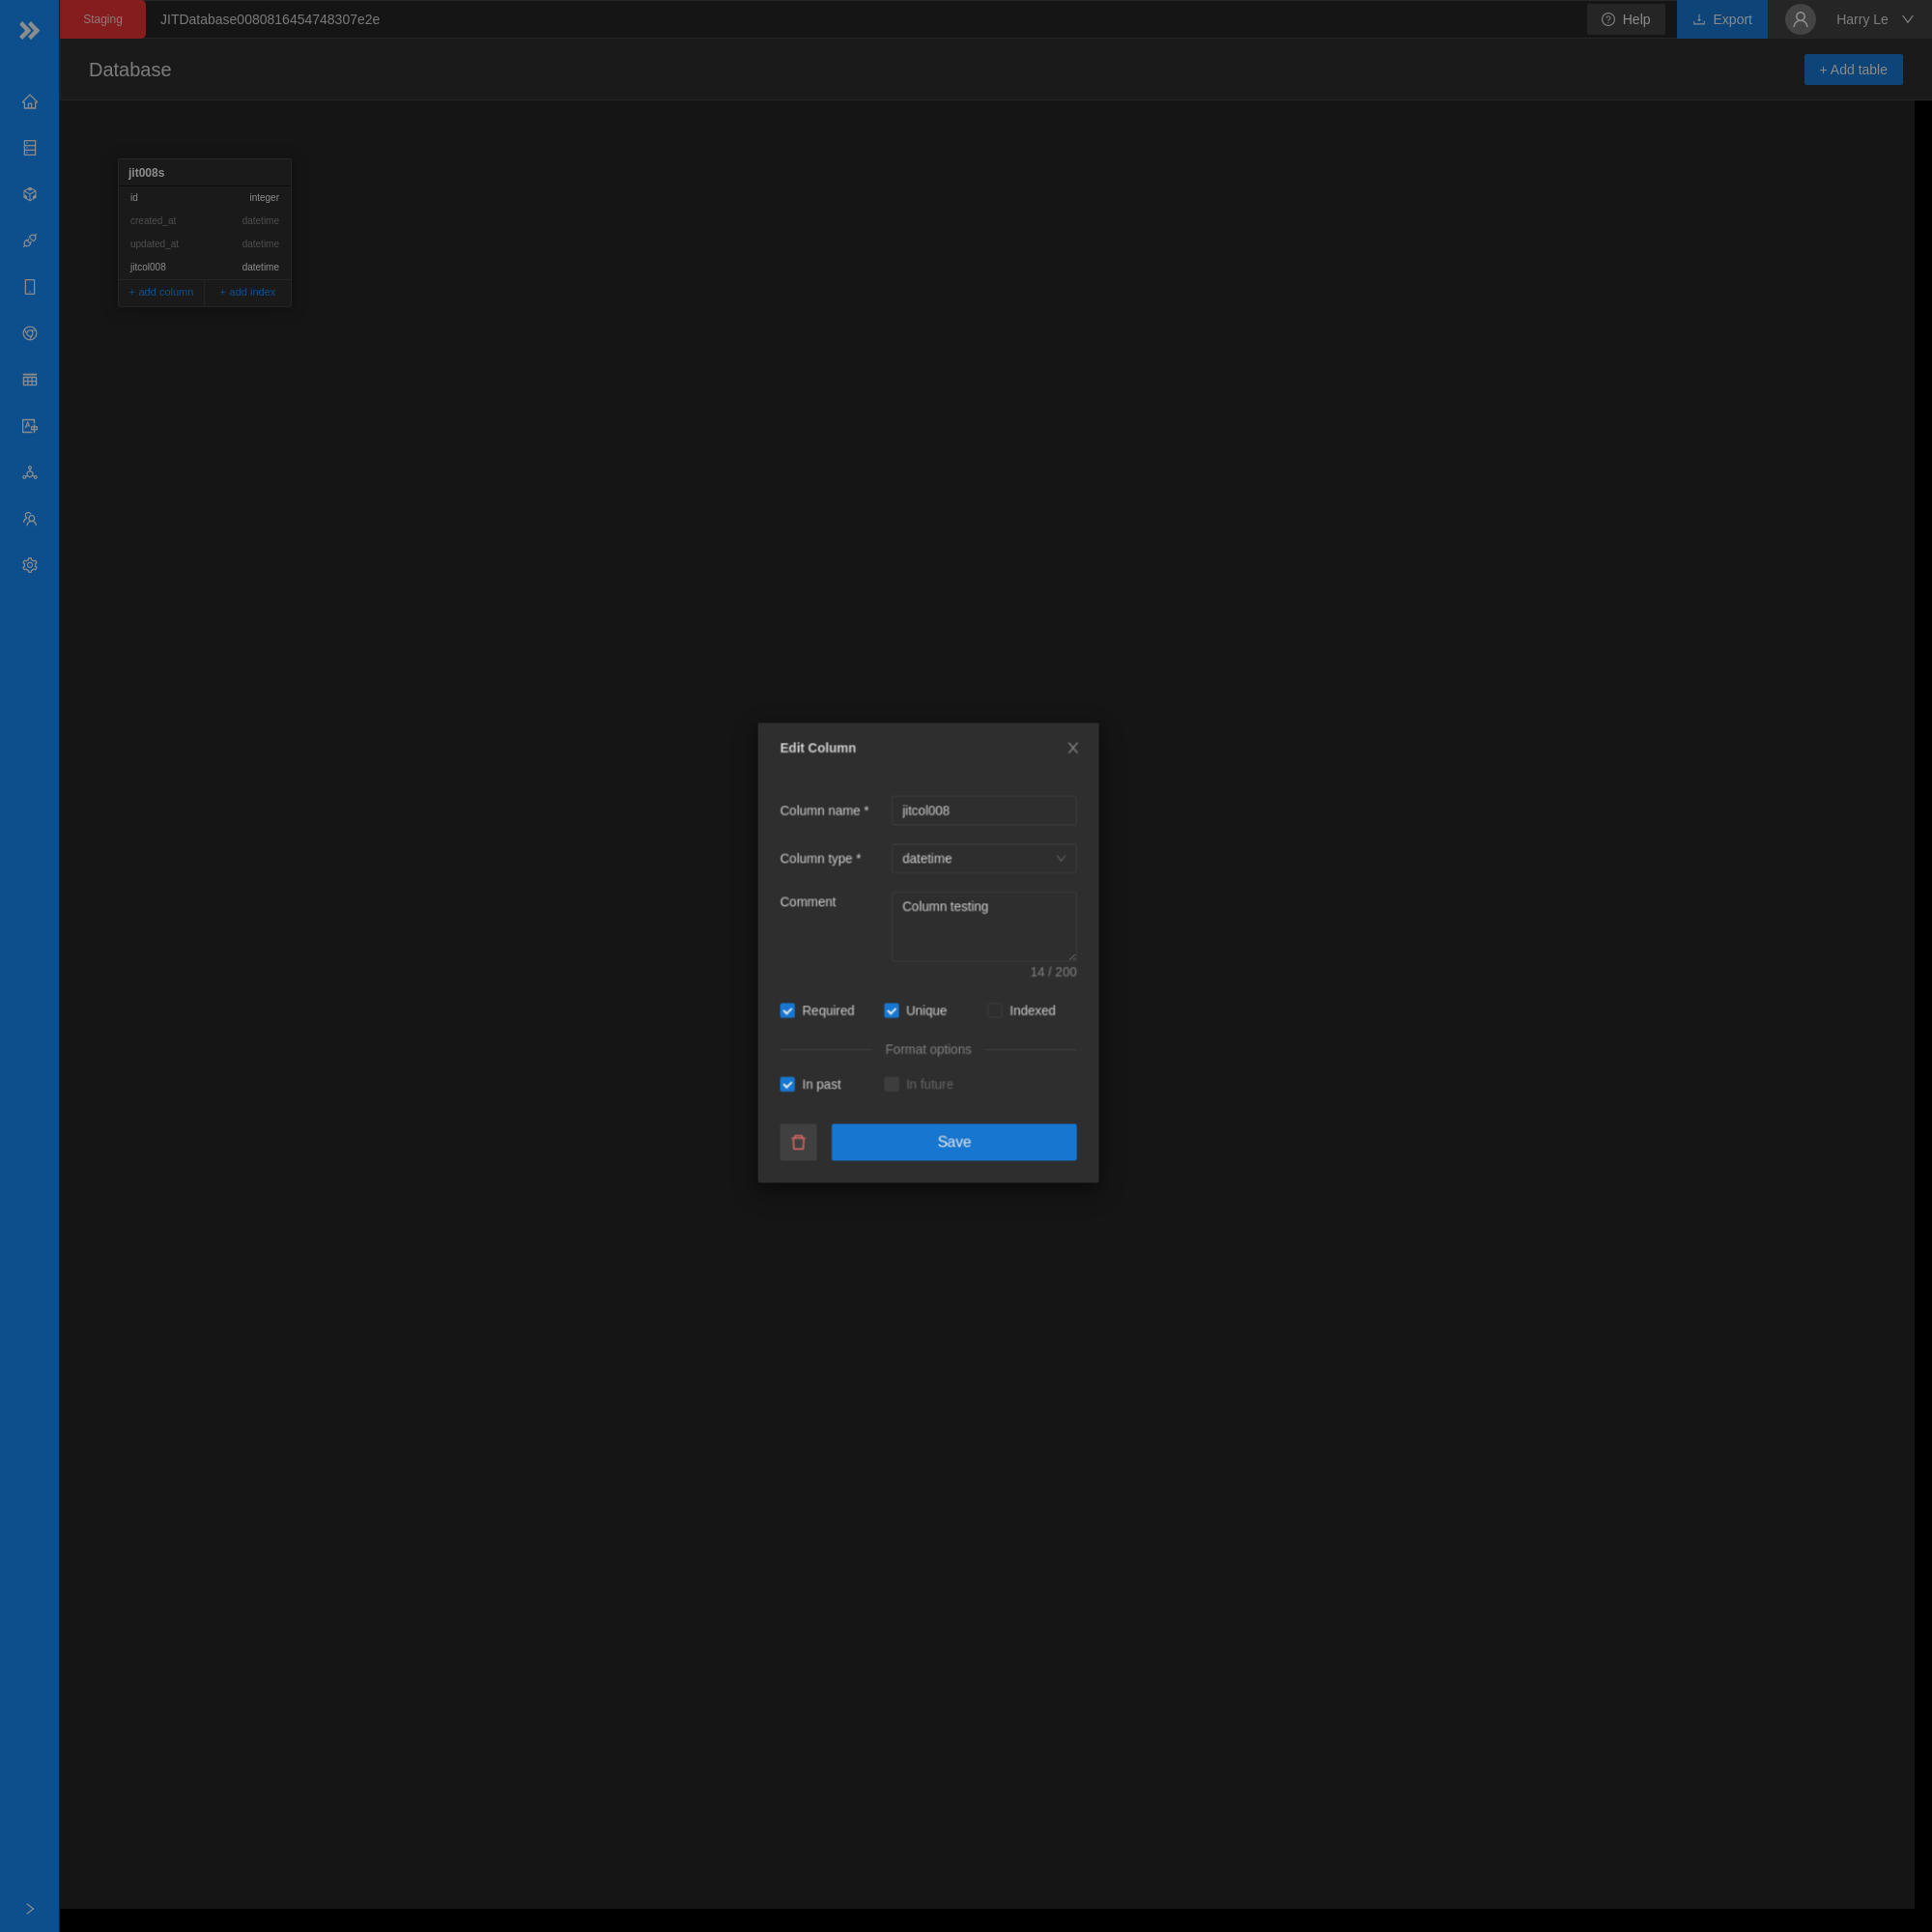 Staging JITDatabase0080816454748307e2e Help Export Harry Le
Database + Add table
jit008s
id integer
created_at datetime
updated_at datetime
jitcol008 datetime
+ add column + add index
Edit Column
Column name * jitcol008
Column type * datetime
Comment Column testing
14 / 200
Required Unique Indexed
Format options
In past In future
Save